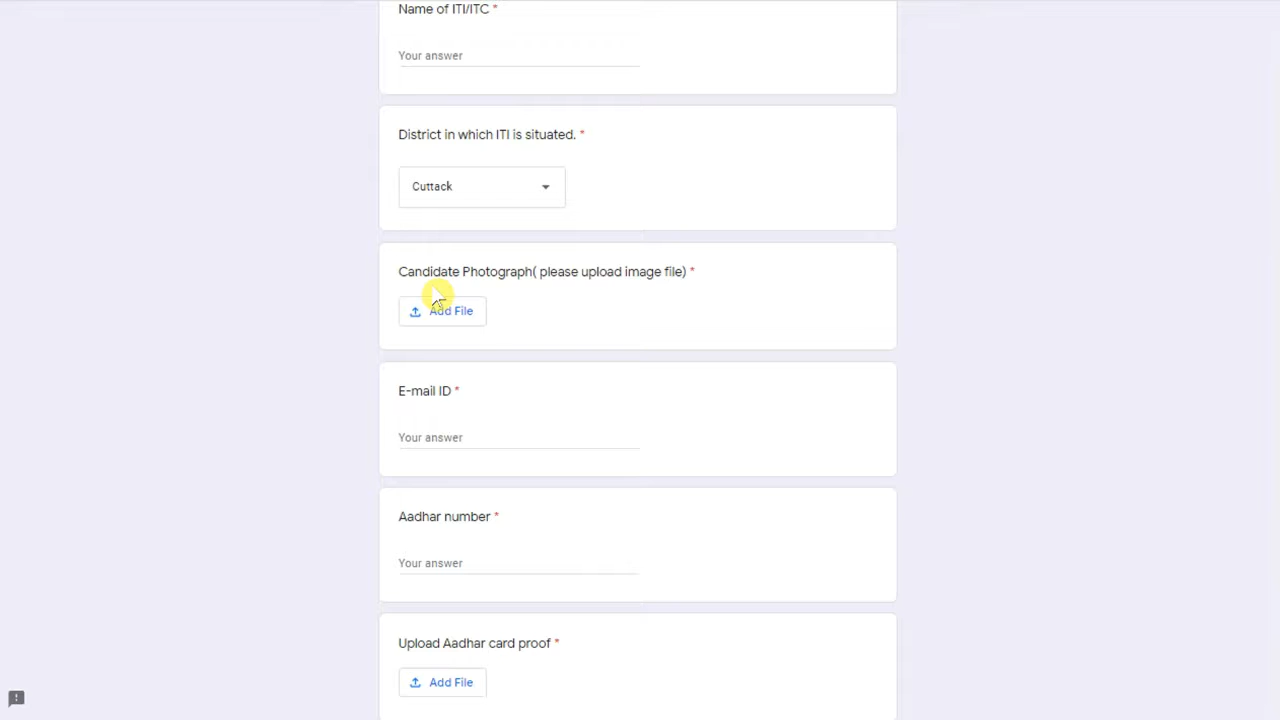 Name of ITI/ITC *
Your answer
District in which ITI is situated. *
Cuttack
Candidate Photograph( please upload image file) *
Add File
E-mail ID *
Your answer
Aadhar number *
Your answer
Upload Aadhar card proof *
Add File